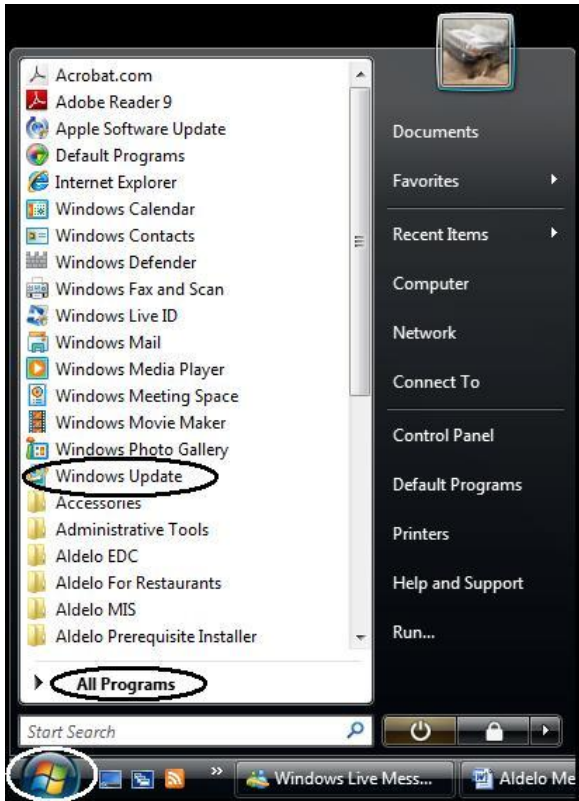 Acrobat.com
Adobe Reader 9
Apple Software Update
Default Programs
Internet Explorer
Windows Calendar
Windows Contacts
Windows Defender
Windows Fax and Scan
Windows Live ID
Windows Mail
Windows Media Player
Windows Meeting Space
Windows Movie Maker
Windows Photo Gallery
Windows Update
Accessories
Administrative Tools
Aldelo EDC
Aldelo For Restaurants
Aldelo MIS
Aldelo Prerequisite Installer
All Programs
Start Search
Documents
Favorites
Recent Items
Computer
Network
Connect To
Control Panel
Default Programs
Printers
Help and Support
Run...
Windows Live Mess...
Aldelo Me